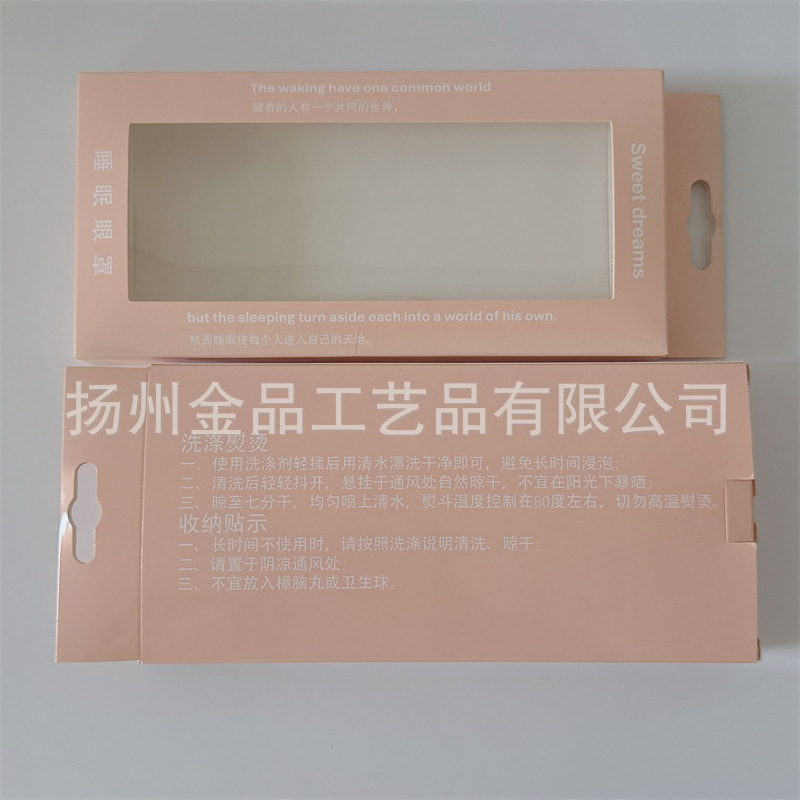 The waking have one common world
醒着的人有一个共同的世界，
睡眠眼罩
Sweet dreams
but the sleeping turn aside each into a world of his own.
然而睡眠使每个人进入自己的天地。
扬州金品工艺品有限公司
洗涤熨烫
一、使用洗涤剂轻揉后用清水漂洗干净即可，避免长时间浸泡；
二、清洗后轻轻抖开，悬挂于通风处自然晾干，不宜在阳光下暴晒；
三、晾至七分干，均匀喷上清水，熨斗温度控制在80度左右，切勿高温熨烫。
收纳贴示
一、长时间不使用时，请按照洗涤说明清洗、晾干；
二、请置于阴凉通风处；
三、不宜放入樟脑丸或卫生球。